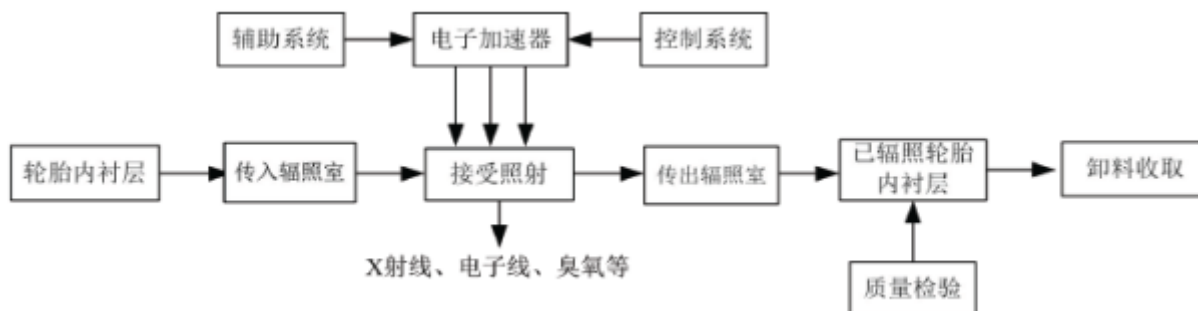 辅助系统
电子加速器
控制系统
轮胎内衬层
传入辐照室
接受照射
传出辐照室
已辐照轮胎
内衬层
卸料收取
X射线、电子线、臭氧等
质量检验